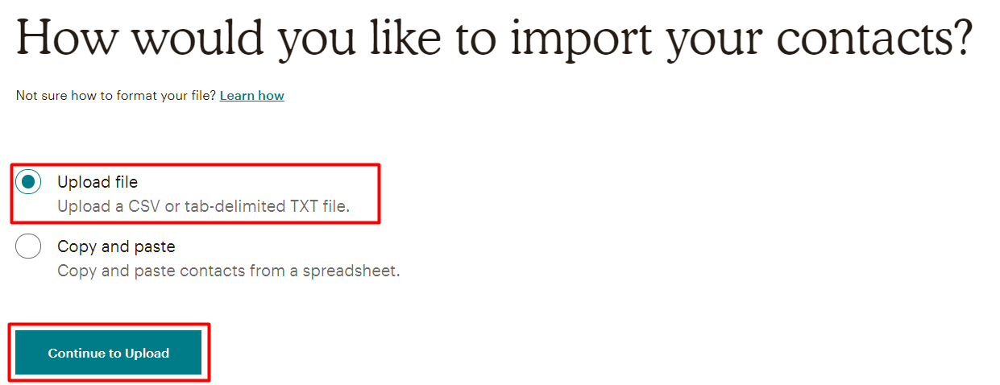 How would you like to import your contacts?
Not sure how to format your file? Learn how
Upload file
Upload a CSV or tab-delimited TXT file.
Copy and paste
Copy and paste contacts from a spreadsheet.
Continue to Upload